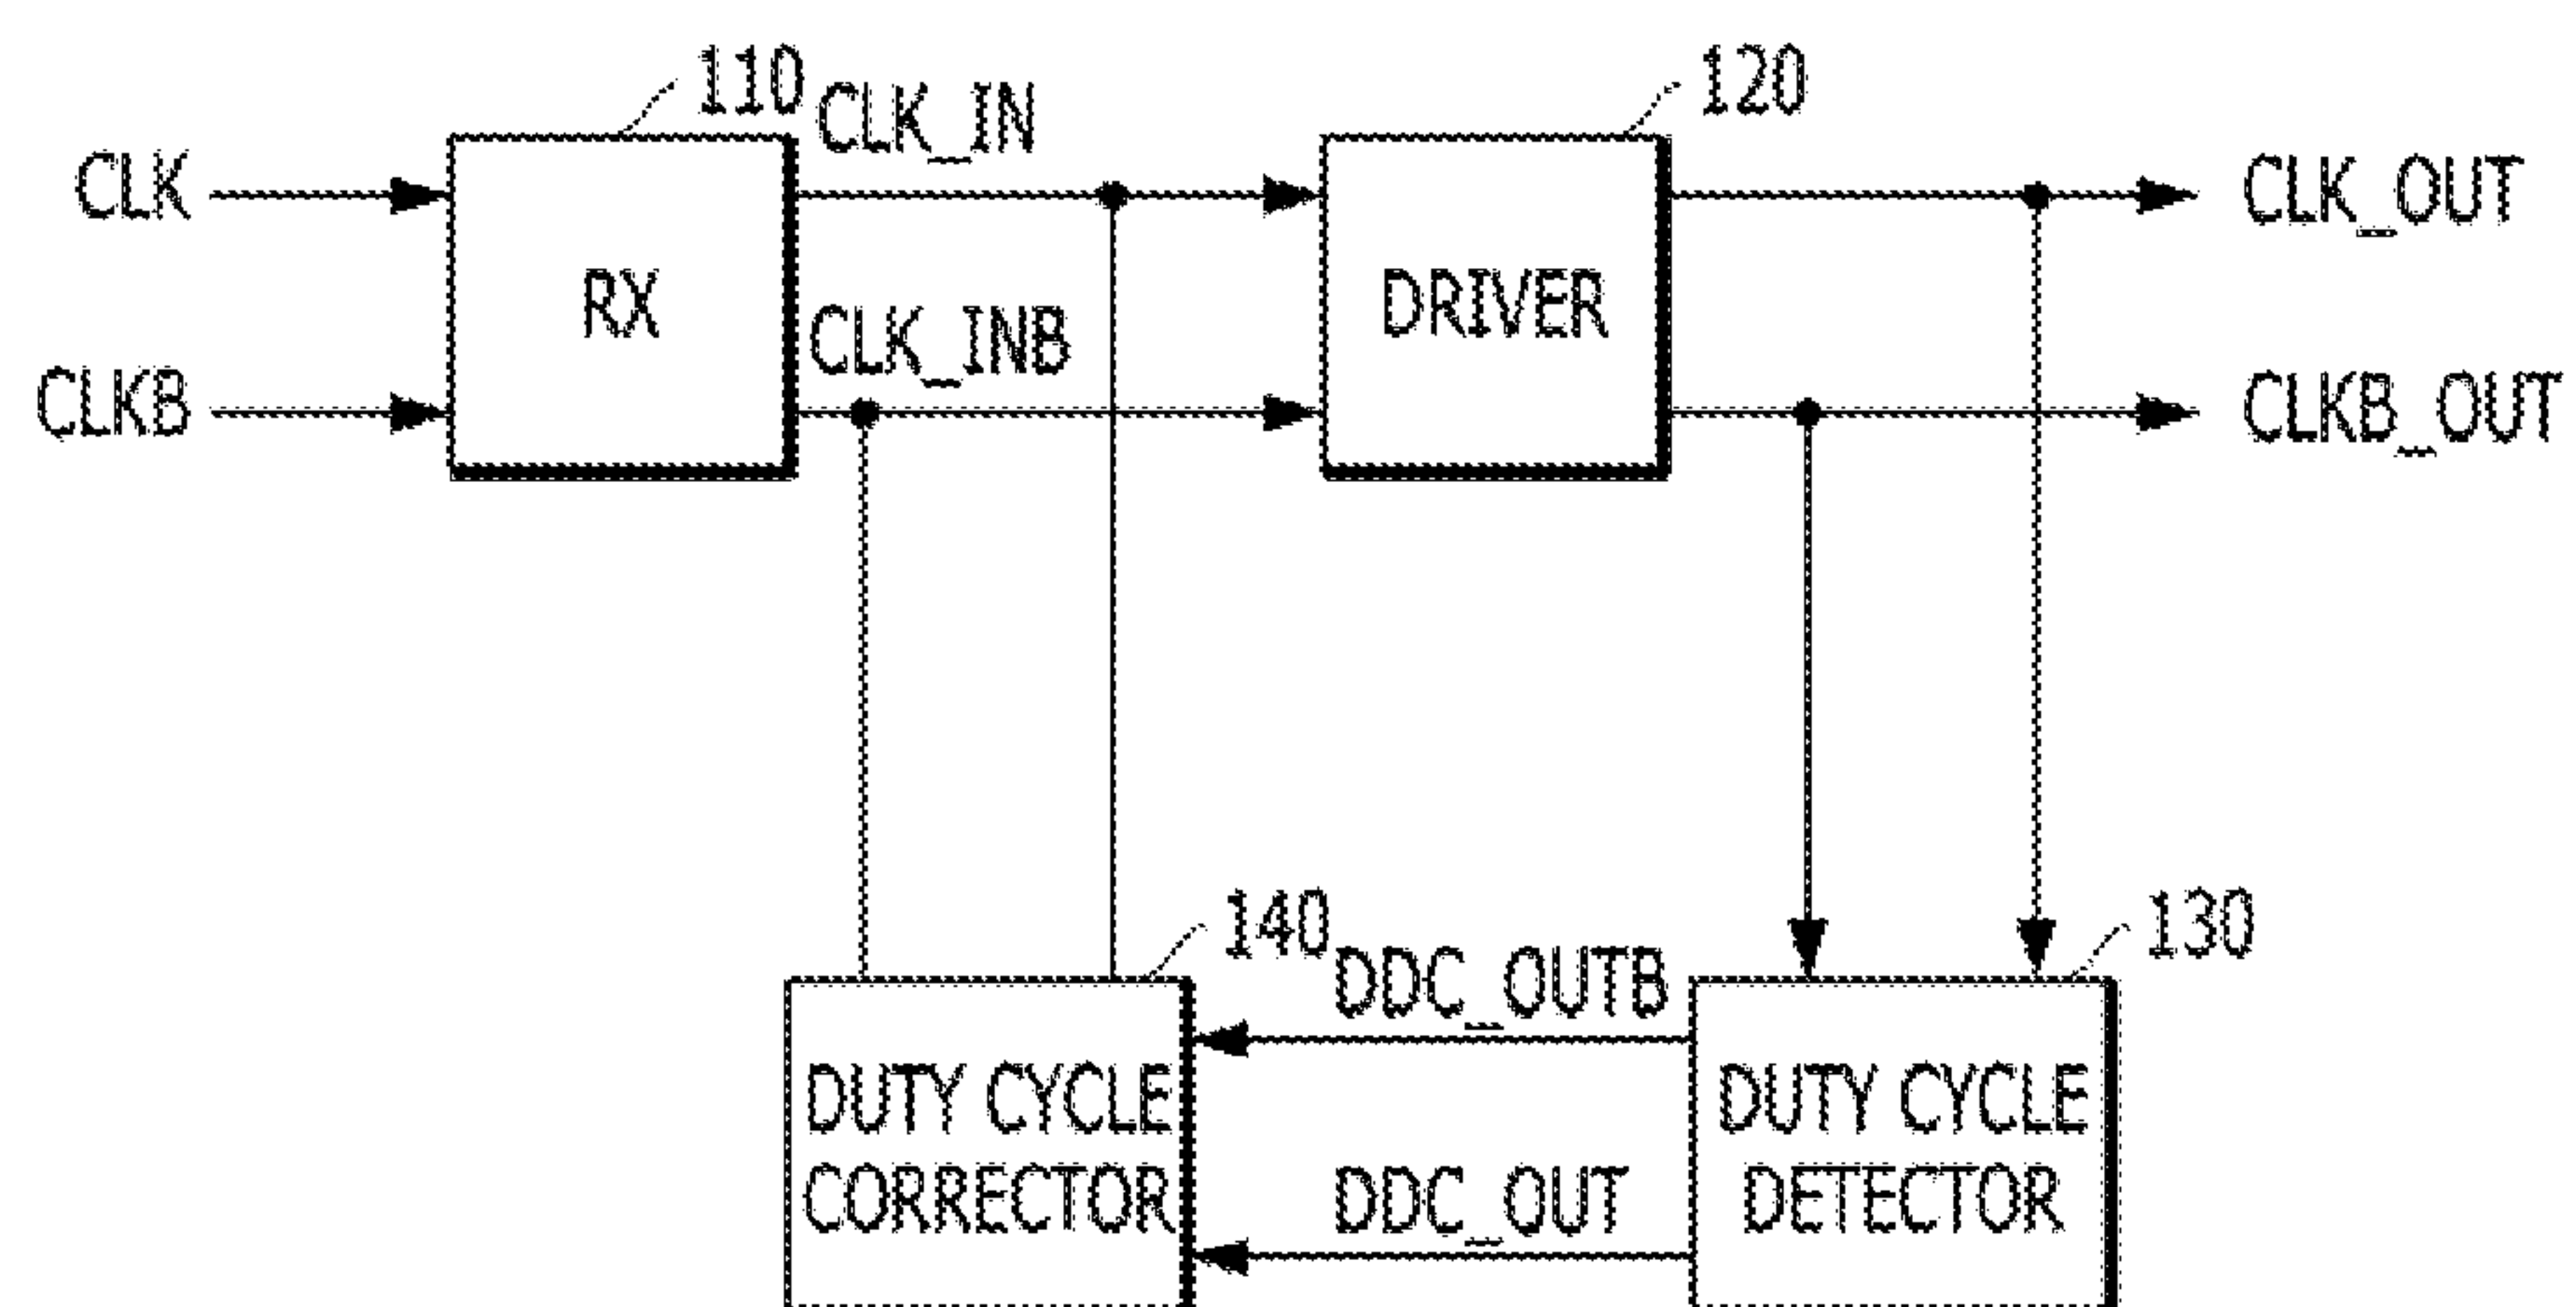 110
CLK_IN
120
CLK
CLK_OUT
RX
DRIVER
CLK_INB
CLKB
CLKB_OUT
140
DDC_OUTB
130
DUTY CYCLE
CORRECTOR
DDC_OUT
DUTY CYCLE
DETECTOR